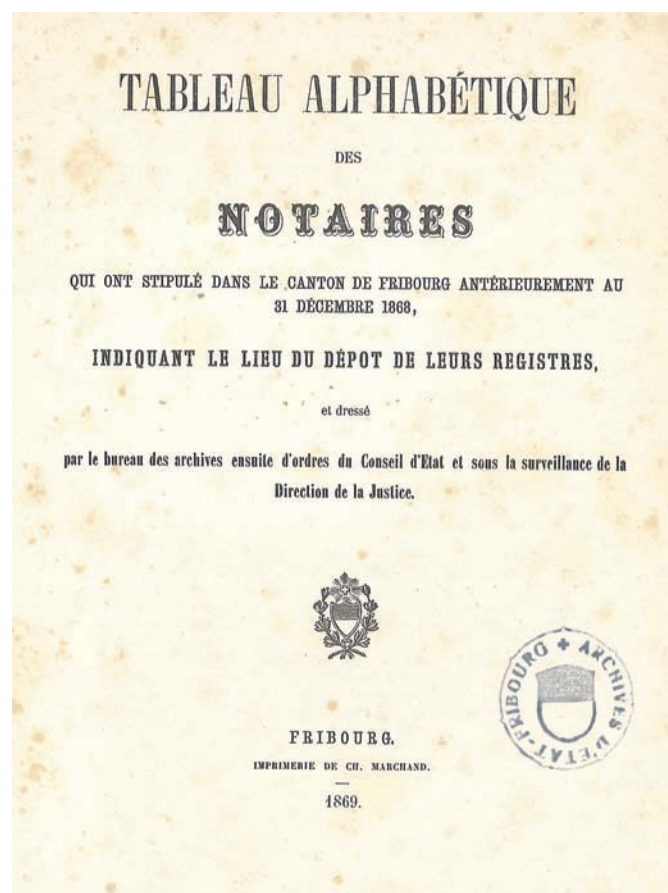 TABLEAU ALPHABÉTIQUE
DES
NOTAIRES
QUI ONT STIPULÉ DANS LE CANTON DE FRIBOURG ANTÉRIEUREMENT AU
31 DÉCEMBRE 1868,
INDIQUANT LE LIEU DU DÉPOT DE LEURS REGISTRES,
et dressé
par le bureau des archives ensuite d'ordres du Conseil d'Etat et sous la surveillance de la
Direction de la Justice.
ARCHIVES D'ETAT-FRIBOURG
FRIBOURG.
IMPRIMERIE DE CH. MARCHAND.
1869.